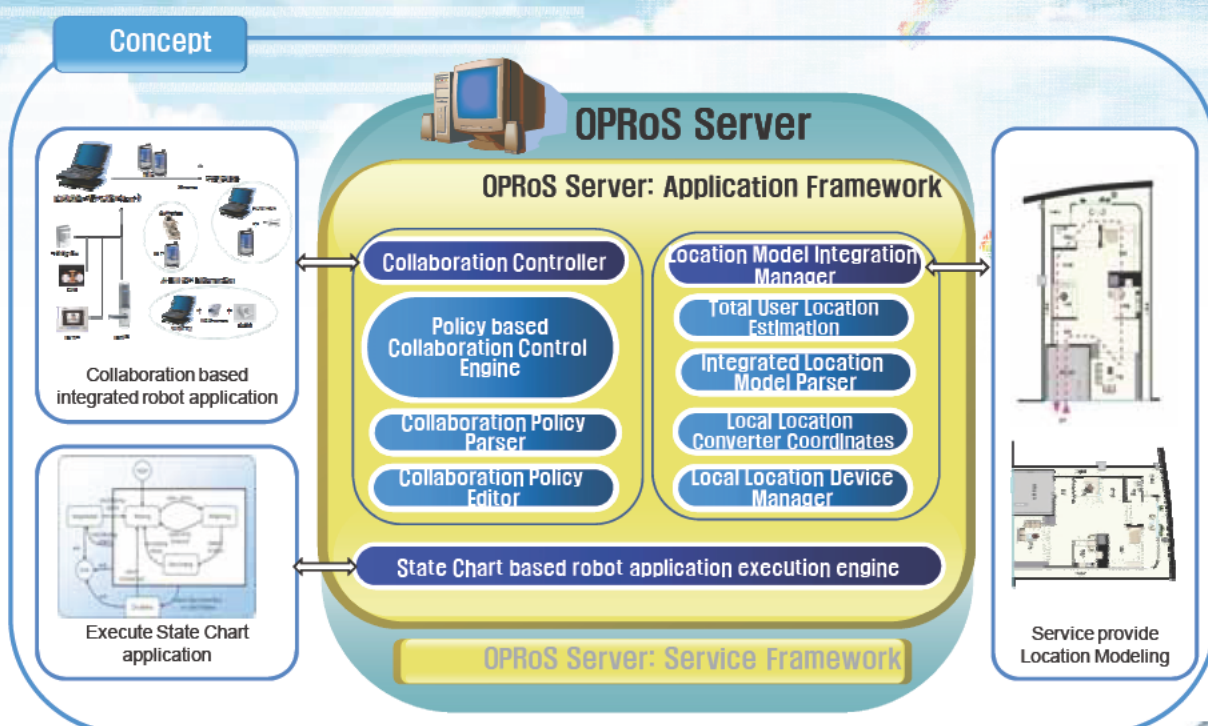 Concept
OPRoS Server
OPRoS Server: Application Framework
Collaboration Controller
Policy based
Collaboration Control
Engine
Collaboration Policy
Parser
Collaboration Policy
Editor
Location Model Integration
Manager
Total User Location
Estimation
Integrated Location
Model Parser
Local Location
Converter Coordinates
Local Location Device
Manager
State Chart based robot application execution engine
OPRoS Server: Service Framework
Collaboration based
integrated robot application
Execute State Chart
application
Service provide
Location Modeling